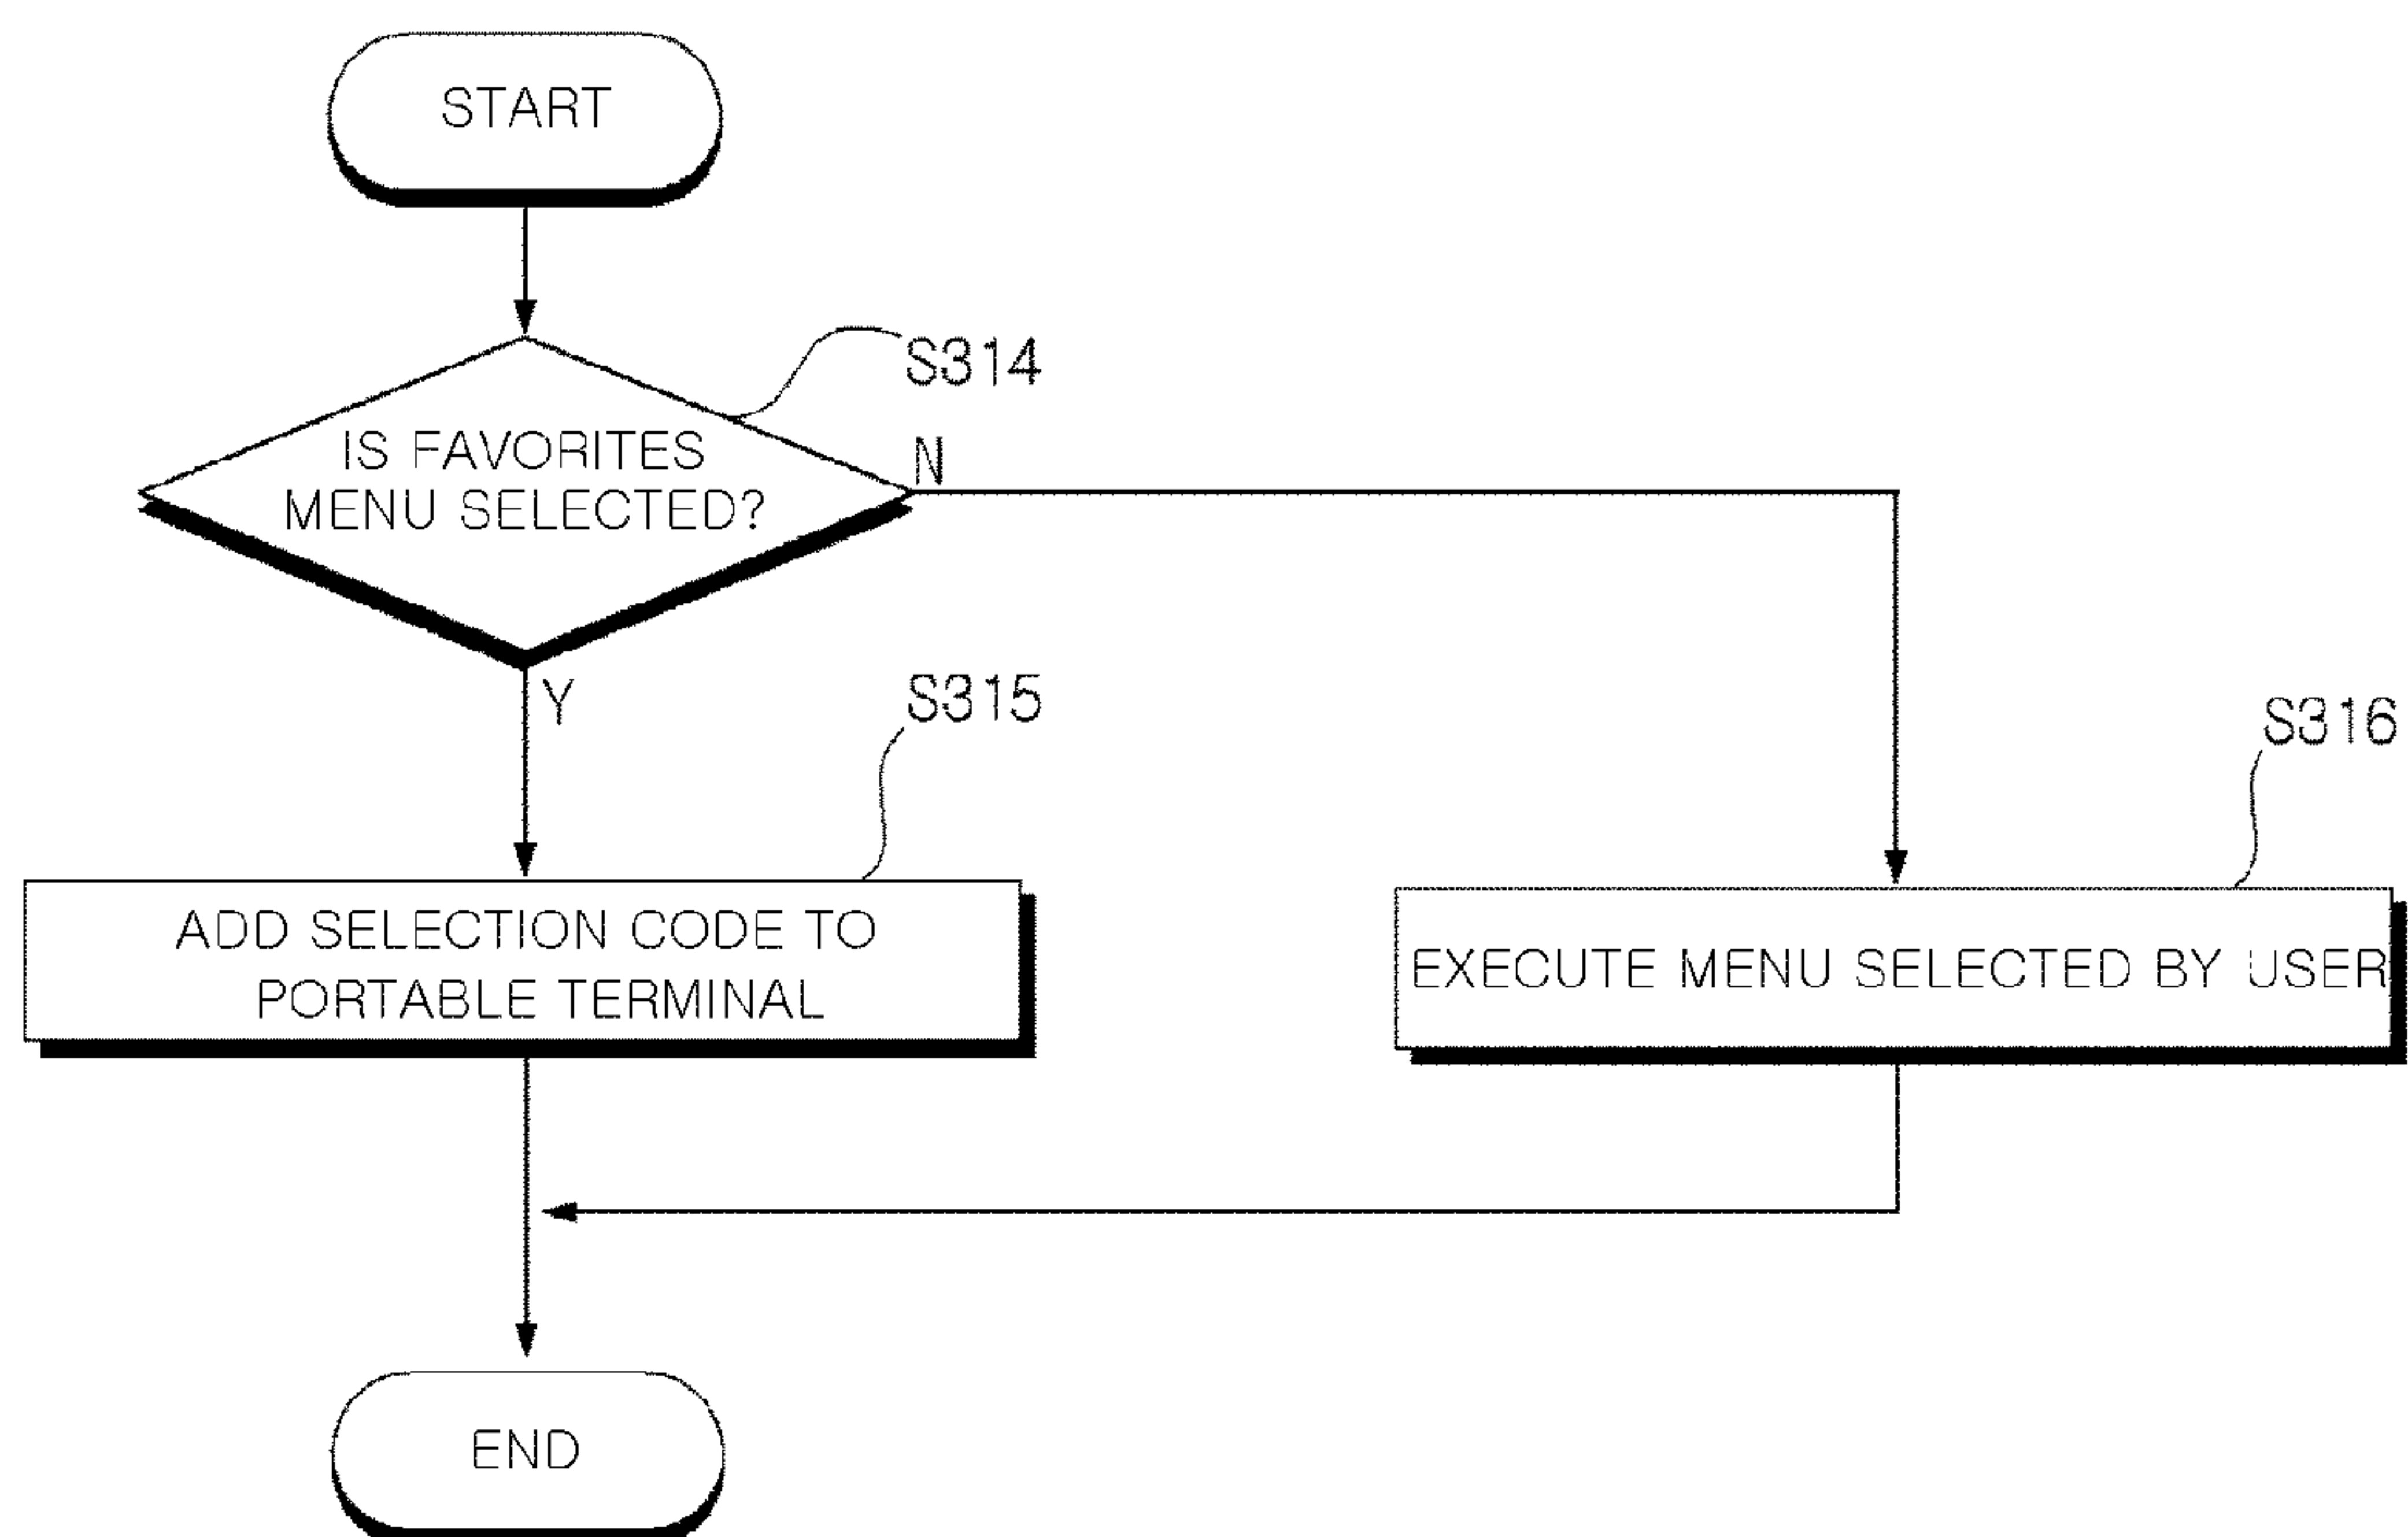 START
S314
IS FAVORITES
MENU SELECTED?
N
Y
S315
S316
ADD SELECTION CODE TO
PORTABLE TERMINAL
EXECUTE MENU SELECTED BY USER
END